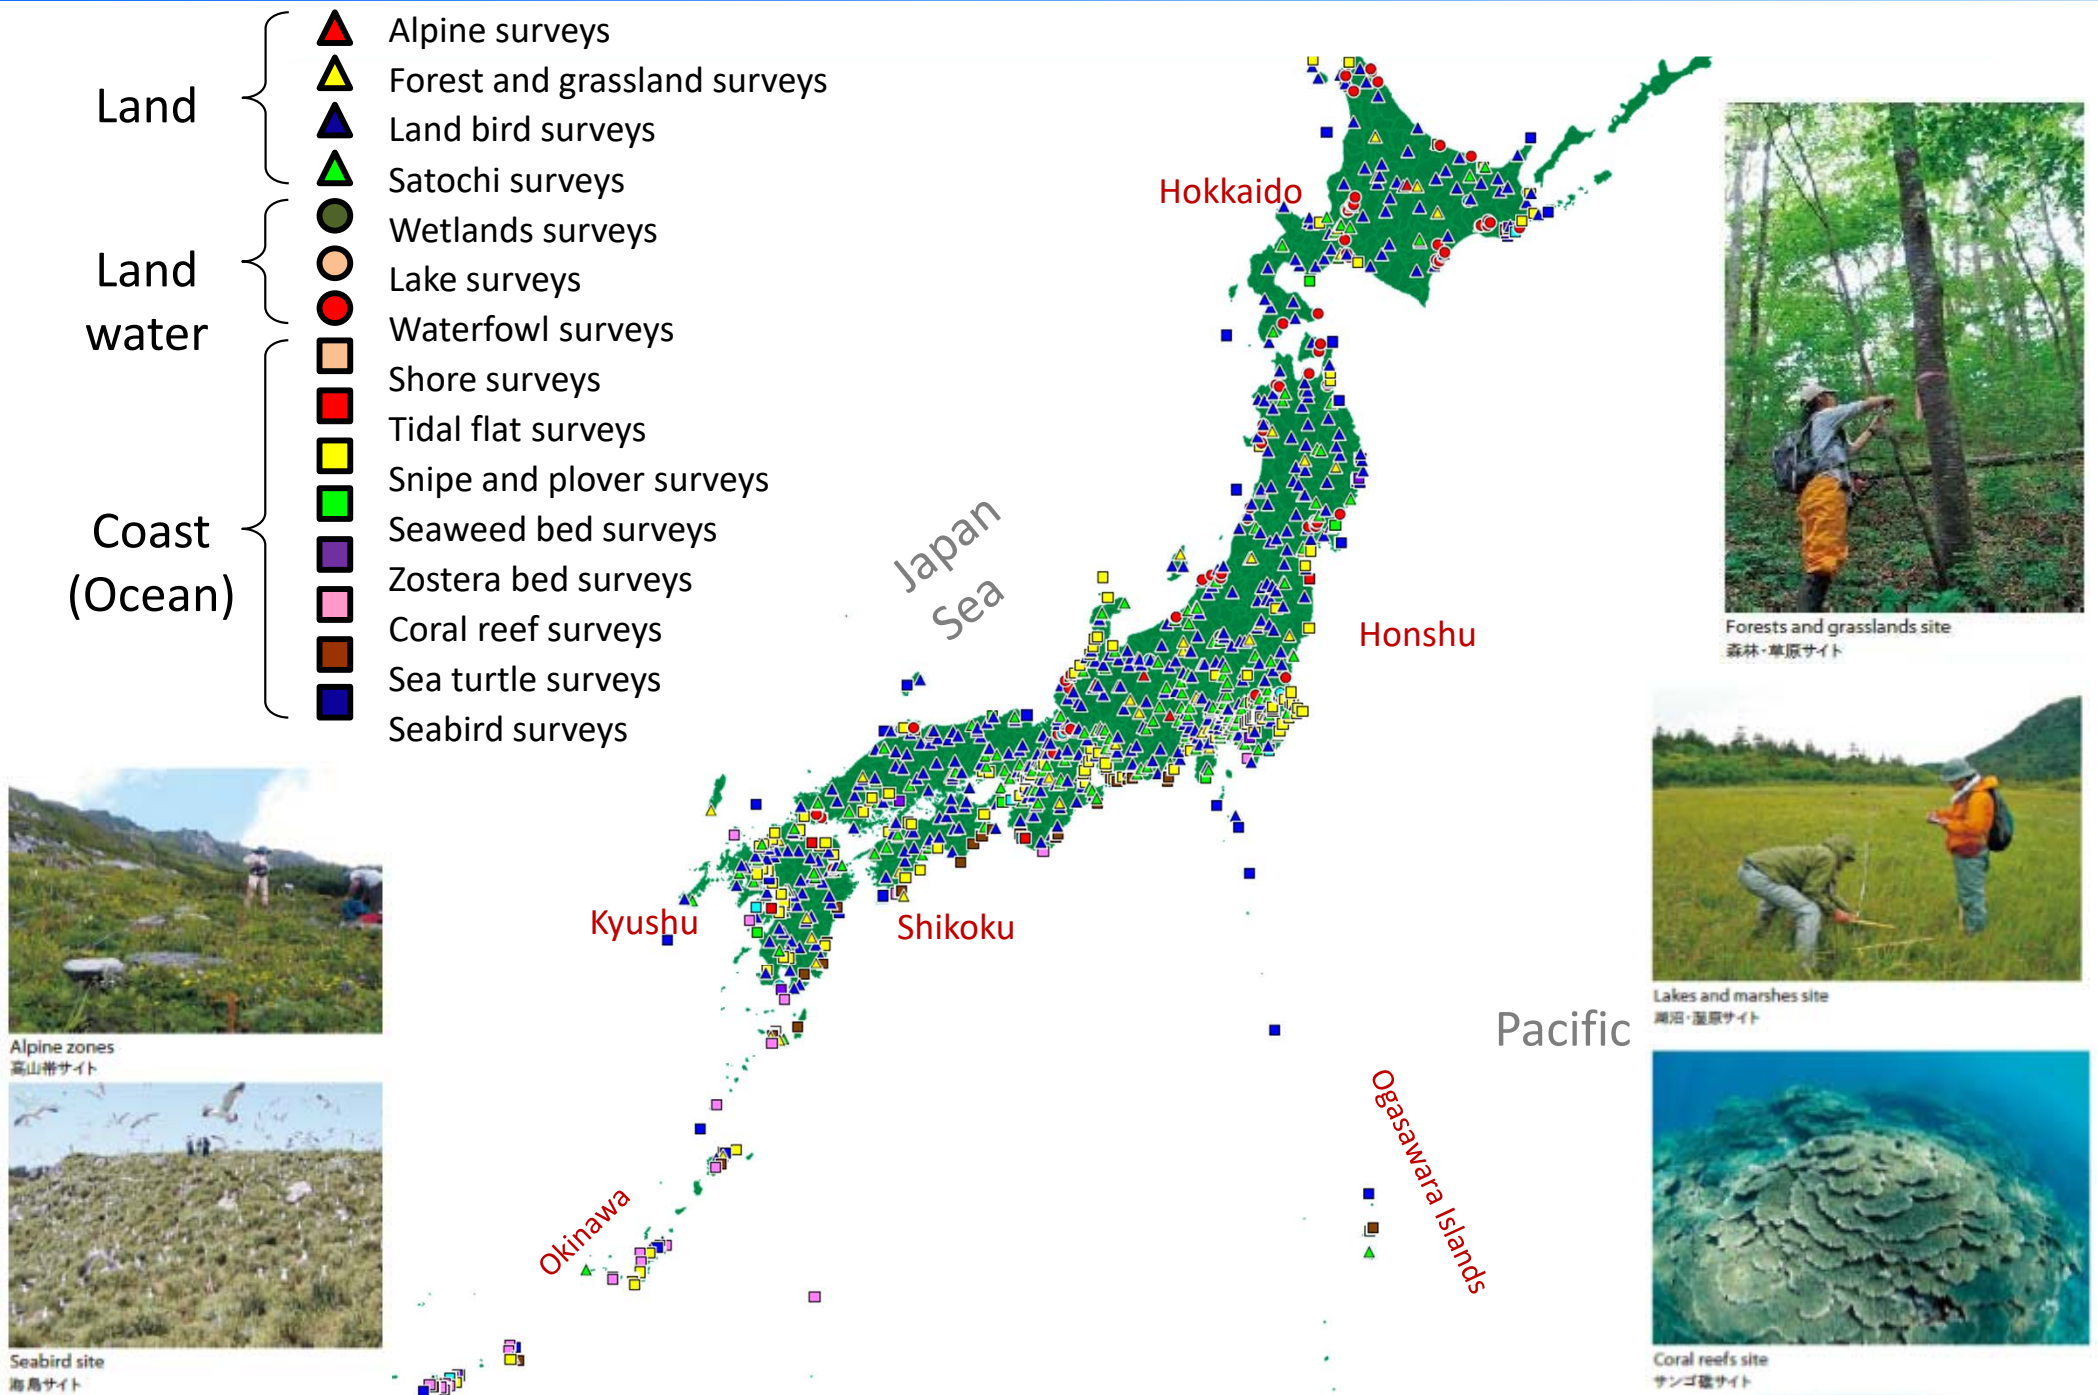 Land
Alpine surveys
Forest and grassland surveys
Land bird surveys
Satochi surveys
Land
water
Wetlands surveys
Lake surveys
Waterfowl surveys
Coast
(Ocean)
Shore surveys
Tidal flat surveys
Snipe and plover surveys
Seaweed bed surveys
Zostera bed surveys
Coral reef surveys
Sea turtle surveys
Seabird surveys
Hokkaido
Japan
Sea
Honshu
Kyushu
Shikoku
Pacific
Okinawa
Ogasawara Islands
Alpine zones
高山帯サイト
Seabird site
海鳥サイト
Forests and grasslands site
森林・草原サイト
Lakes and marshes site
湖沼・湿原サイト
Coral reefs site
サンゴ礁サイト